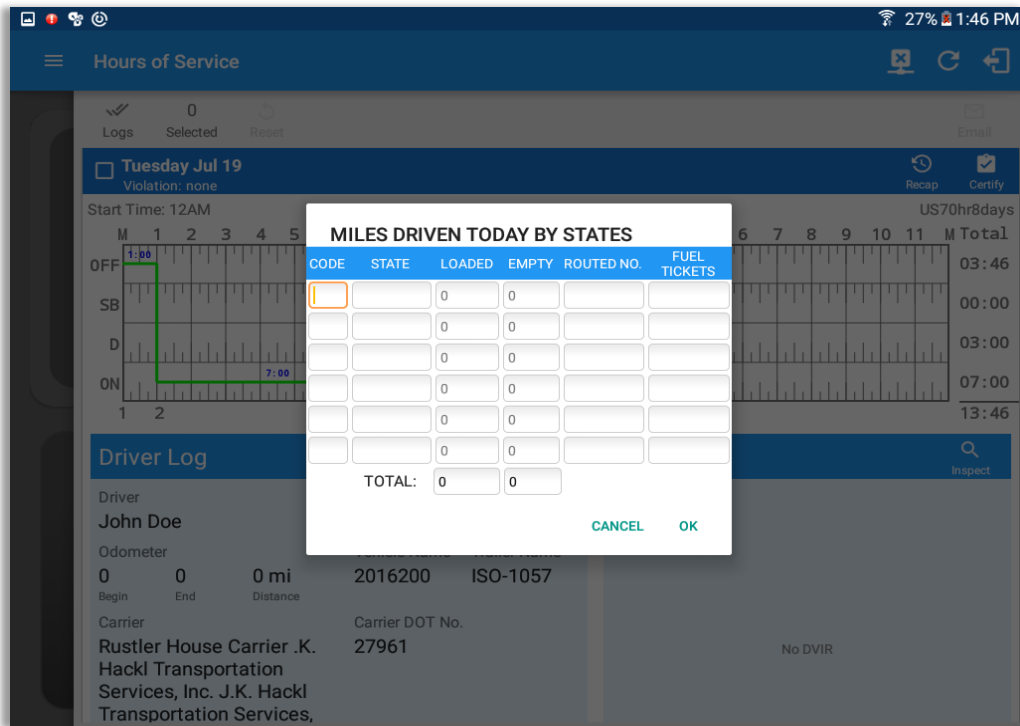 27% 1:46 PM
Hours of Service
Logs
0
Selected
Reset
Email
Tuesday Jul 19
Violation: none
Recap
Certify
Start Time: 12AM
US70hr8days
M 1 2 3 4 5 6 7 8 9 10 11 M Total
OFF 1:00 03:46
SB 00:00
D 03:00
ON 7:00 07:00
1 2 13:46
MILES DRIVEN TODAY BY STATES
CODE STATE LOADED EMPTY ROUTED NO. FUEL TICKETS
0 0
0 0
0 0
0 0
0 0
0 0
TOTAL: 0 0
CANCEL OK
Driver Log
Inspect
Driver
John Doe
Odometer
Vehicle Name Trailer Name
0 0 0 mi 2016200 ISO-1057
Begin End Distance
Carrier Carrier DOT No.
Rustler House Carrier .K. 27961
Hackl Transportation
Services, Inc. J.K. Hackl
Transportation Services,
No DVIR